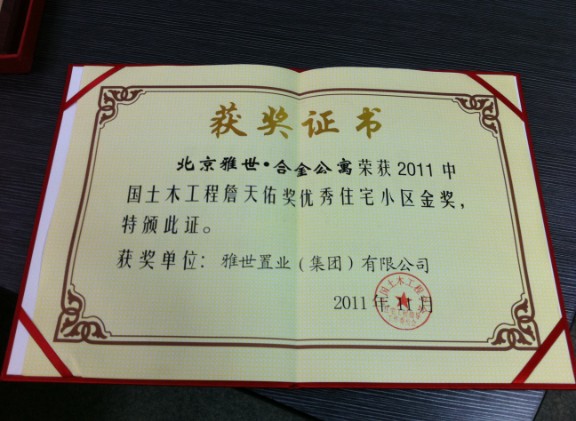 获奖证书
北京雅世·合金公寓荣获2011中
国土木工程詹天佑奖优秀住宅小区金奖，
特颁此证。
获奖单位：雅世置业（集团）有限公司
2011年11月